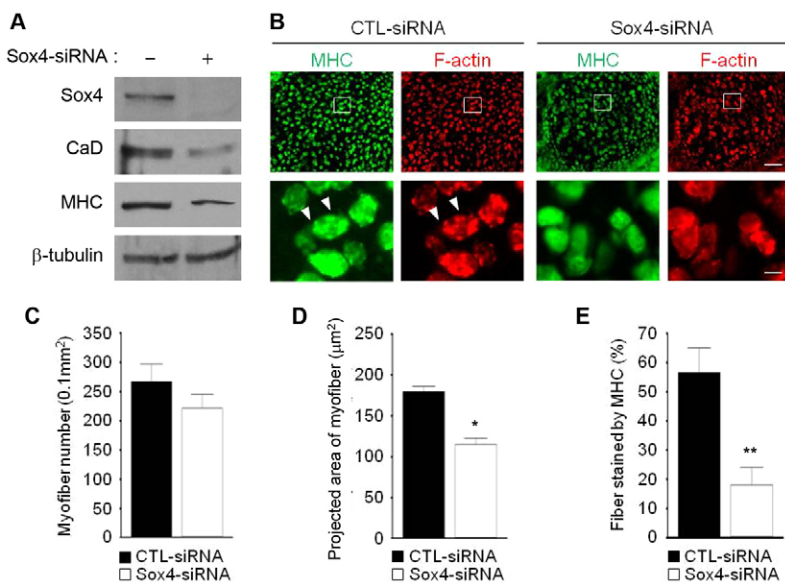 A
Sox4-siRNA : – +
Sox4
CaD
MHC
β-tubulin
B
CTL-siRNA Sox4-siRNA
MHC F-actin MHC F-actin
C
Myofiber number (0.1mm²)
350
300
250
200
150
100
50
0
CTL-siRNA
Sox4-siRNA
D
Projected area of myofiber (μm²)
250
200
150
100
50
0
*
CTL-siRNA
Sox4-siRNA
E
Fiber stained by MHC (%)
70
60
50
40
30
20
10
0
**
CTL-siRNA
Sox4-siRNA